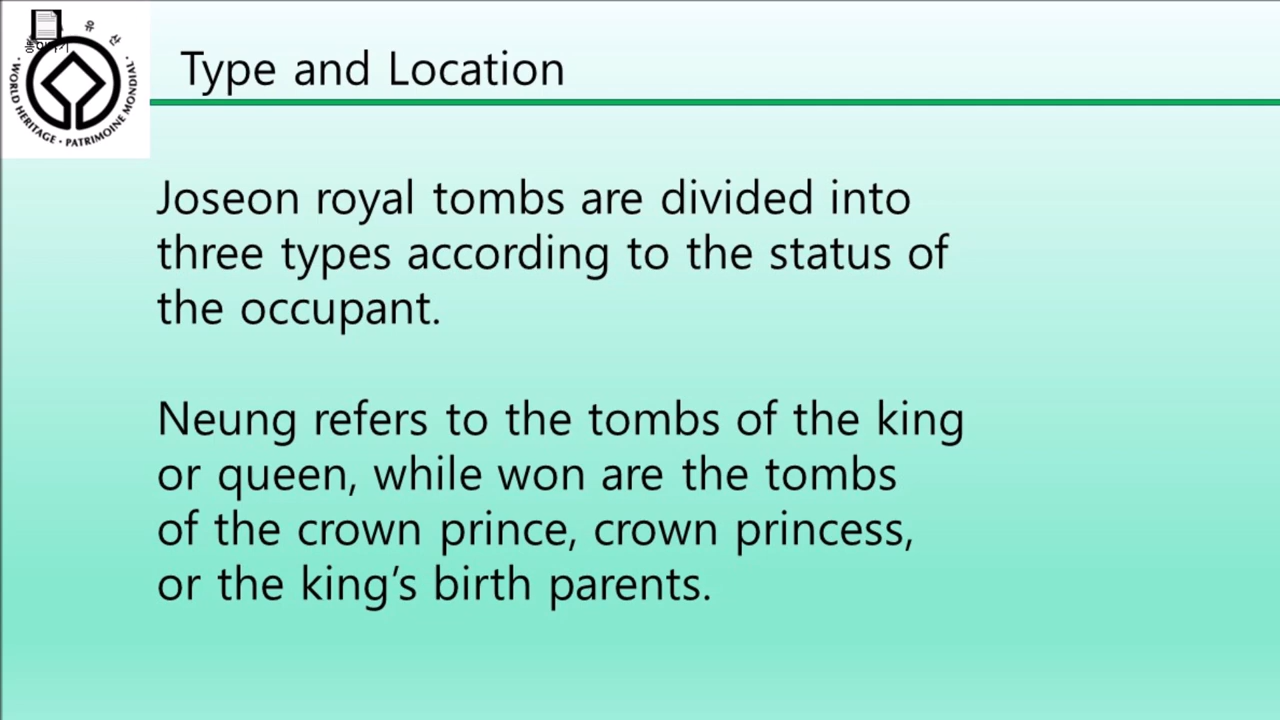 유 산
WORLD HERITAGE · PATRIMOINE MONDIAL
Type and Location
Joseon royal tombs are divided into
three types according to the status of
the occupant.
Neung refers to the tombs of the king
or queen, while won are the tombs
of the crown prince, crown princess,
or the king's birth parents.